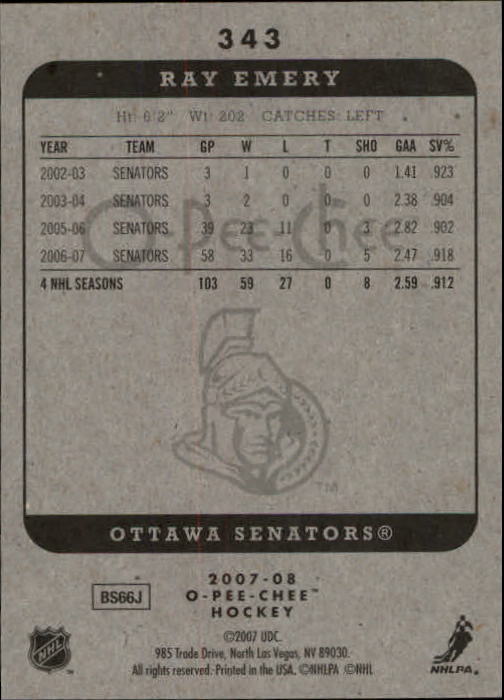 343
RAY EMERY
Ht: 6'2" Wt: 202 CATCHES: LEFT
YEAR TEAM GP W L T SHO GAA SV%
2002-03 SENATORS 3 1 0 0 0 1.41 .923
2003-04 SENATORS 3 2 0 0 0 2.38 .904
2005-06 SENATORS 39 23 11 0 3 2.82 .902
2006-07 SENATORS 58 33 16 0 5 2.47 .918
4 NHL SEASONS 103 59 27 0 8 2.59 .912
O-Pee-Chee
TM
OTTAWA SENATORS®
2007-08
BS66J O-PEE-CHEE™
HOCKEY
©2007 UDC.
985 Trade Drive, North Las Vegas, NV 89030.
All rights reserved. Printed in the USA. ©NHLPA ©NHL
NHL
NHLPA.